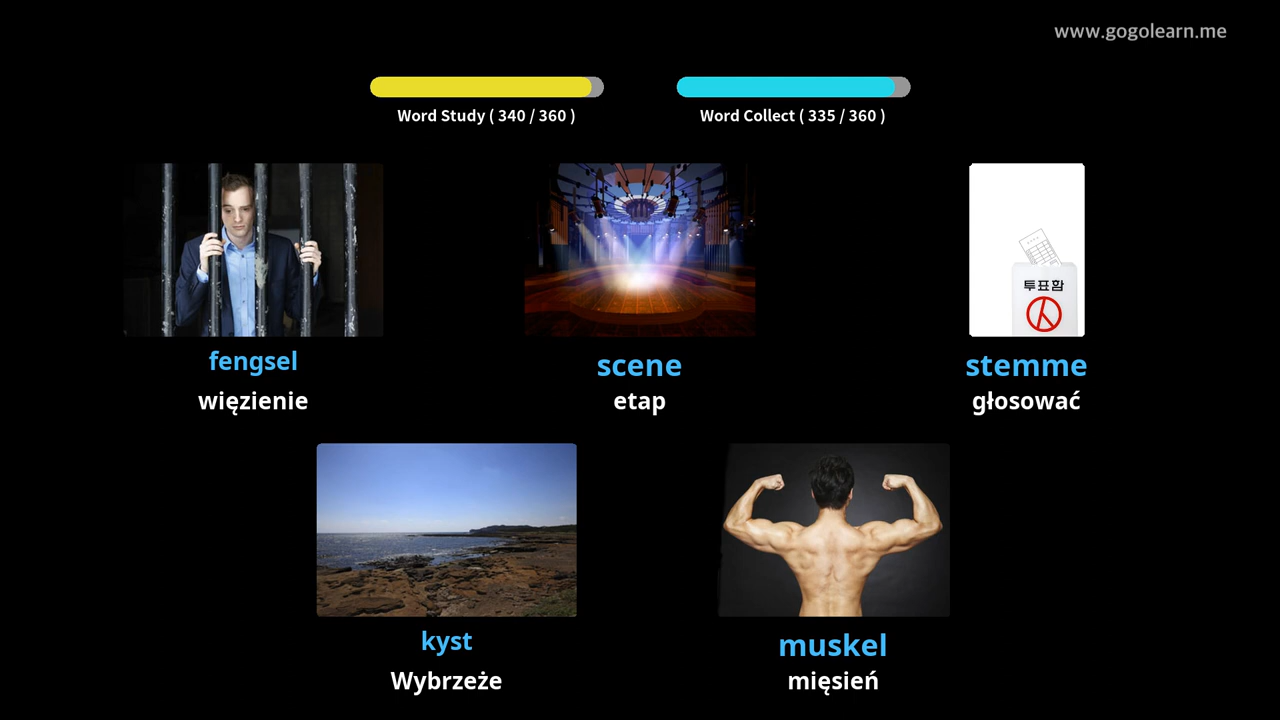 www.gogolearn.me
Word Study ( 340 / 360 )
Word Collect ( 335 / 360 )
투표함
fengsel
scene
stemme
więzienie
etap
głosować
kyst
muskel
Wybrzeże
mięsień